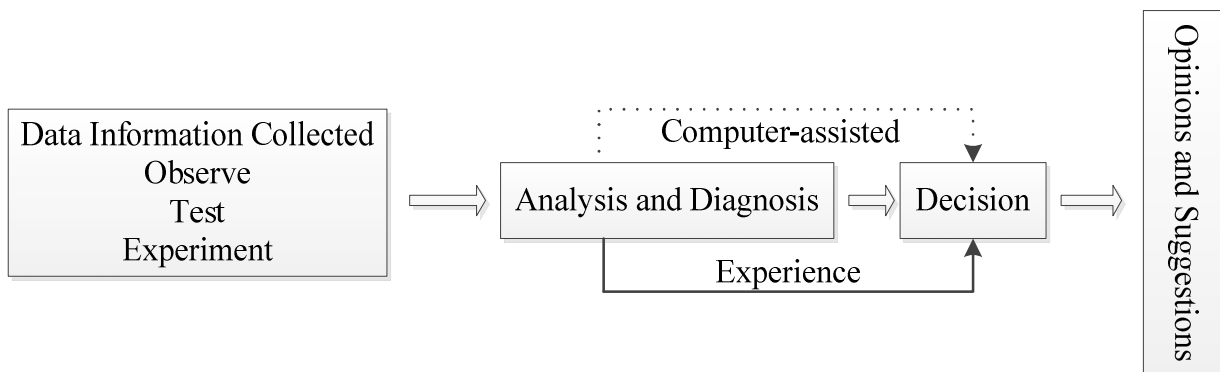 Data Information Collected
Observe
Test
Experiment
Computer-assisted
Analysis and Diagnosis
Decision
Experience
Opinions and Suggestions